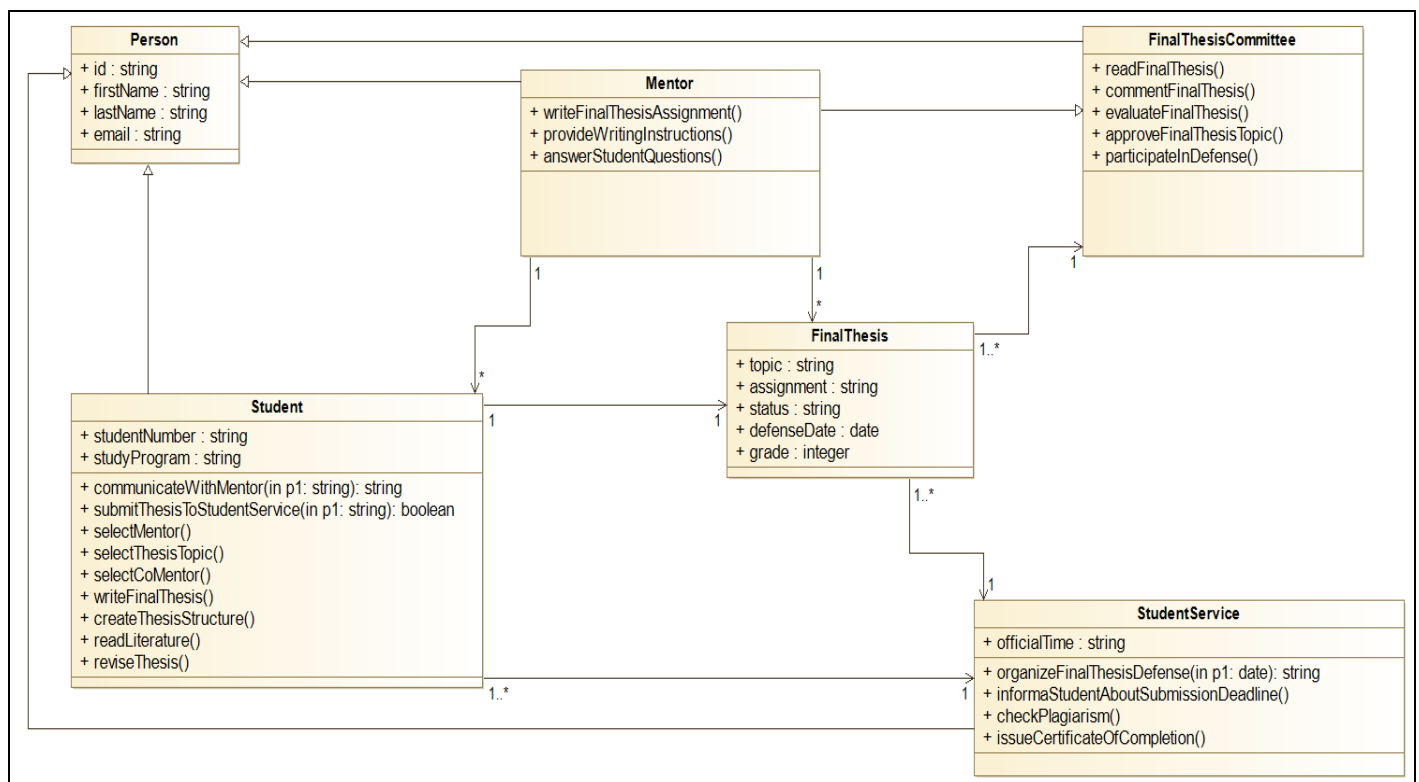 Person
+ id : string
+ firstName : string
+ lastName : string
+ email : string
Mentor
+ writeFinalThesisAssignment()
+ provideWritingInstructions()
+ answerStudentQuestions()
FinalThesisCommittee
+ readFinalThesis()
+ commentFinalThesis()
+ evaluateFinalThesis()
+ approveFinalThesisTopic()
+ participateInDefense()
1
1
1
*
*
FinalThesis
+ topic : string
+ assignment : string
+ status : string
+ defenseDate : date
+ grade : integer
1..*
Student
+ studentNumber : string
+ studyProgram : string
+ communicateWithMentor(in p1: string): string
+ submitThesisToStudentService(in p1: string): boolean
+ selectMentor()
+ selectThesisTopic()
+ selectCoMentor()
+ writeFinalThesis()
+ createThesisStructure()
+ readLiterature()
+ reviseThesis()
1
1
1..*
1
StudentService
+ officialTime : string
+ organizeFinalThesisDefense(in p1: date): string
+ informaStudentAboutSubmissionDeadline()
+ checkPlagiarism()
+ issueCertificateOfCompletion()
1..*
1